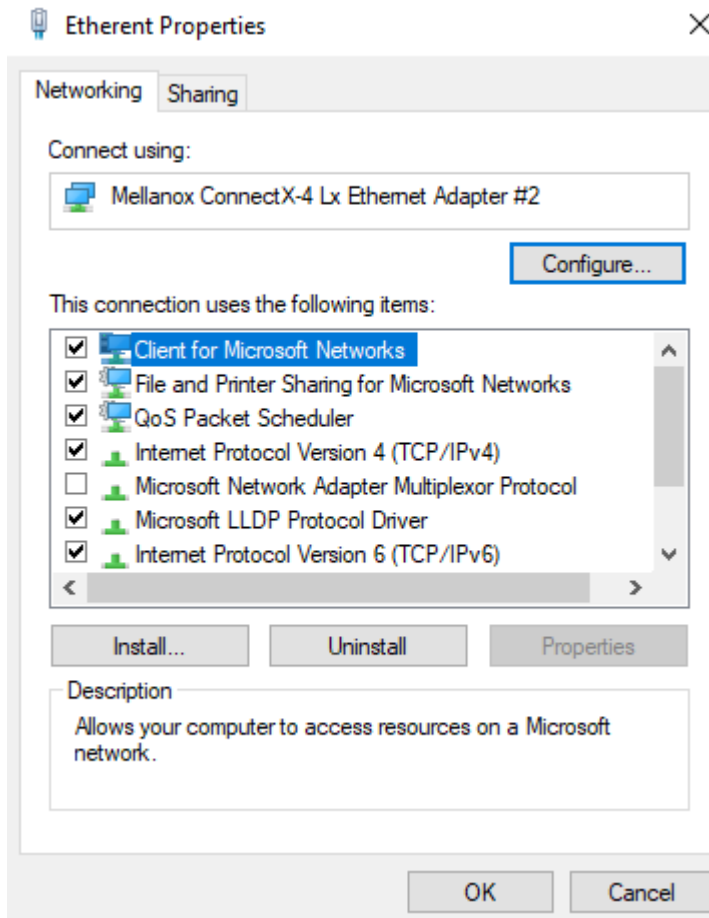 Etherent Properties
Networking
Sharing
Connect using:
Mellanox ConnectX-4 Lx Ethernet Adapter #2
Configure...
This connection uses the following items:
Client for Microsoft Networks
File and Printer Sharing for Microsoft Networks
QoS Packet Scheduler
Internet Protocol Version 4 (TCP/IPv4)
Microsoft Network Adapter Multiplexor Protocol
Microsoft LLDP Protocol Driver
Internet Protocol Version 6 (TCP/IPv6)
Install...
Uninstall
Properties
Description
Allows your computer to access resources on a Microsoft
network.
OK
Cancel